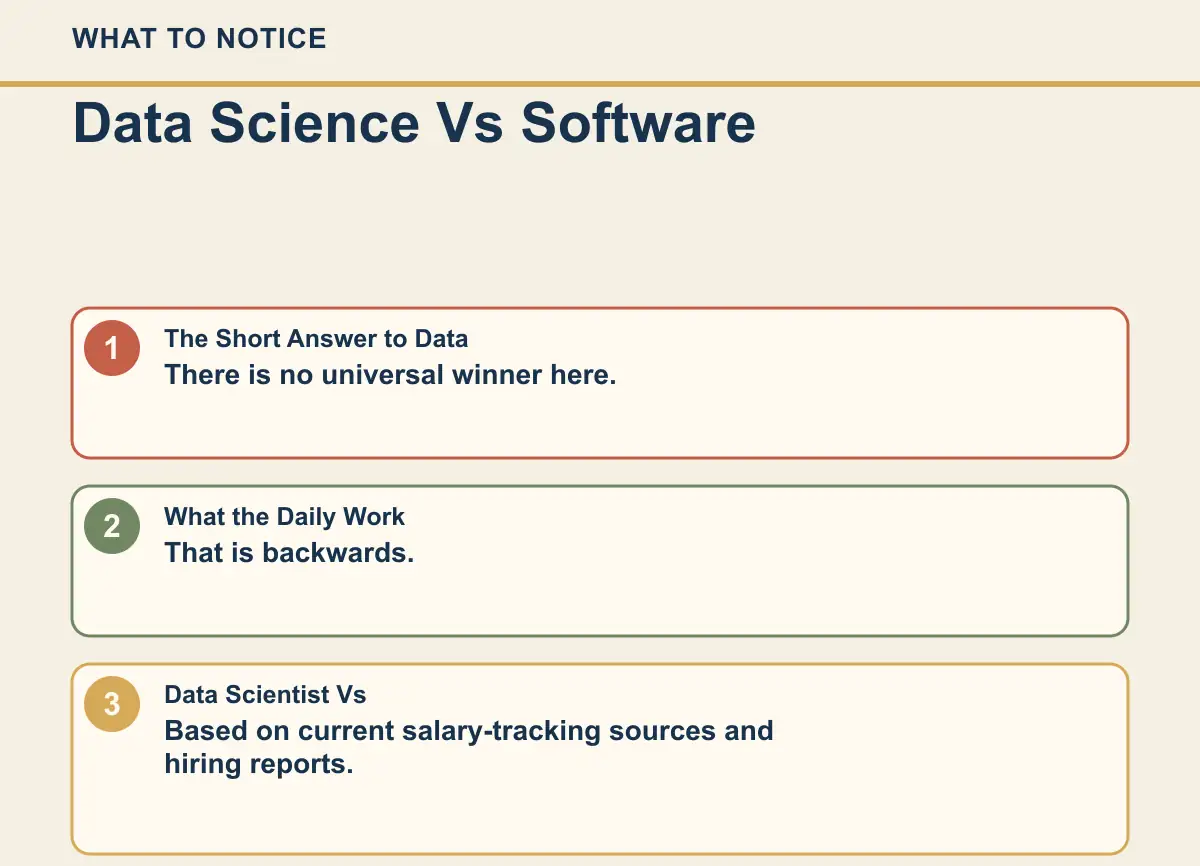 WHAT TO NOTICE
Data Science Vs Software
1
The Short Answer to Data
There is no universal winner here.
2
What the Daily Work
That is backwards.
3
Data Scientist Vs
Based on current salary-tracking sources and
hiring reports.